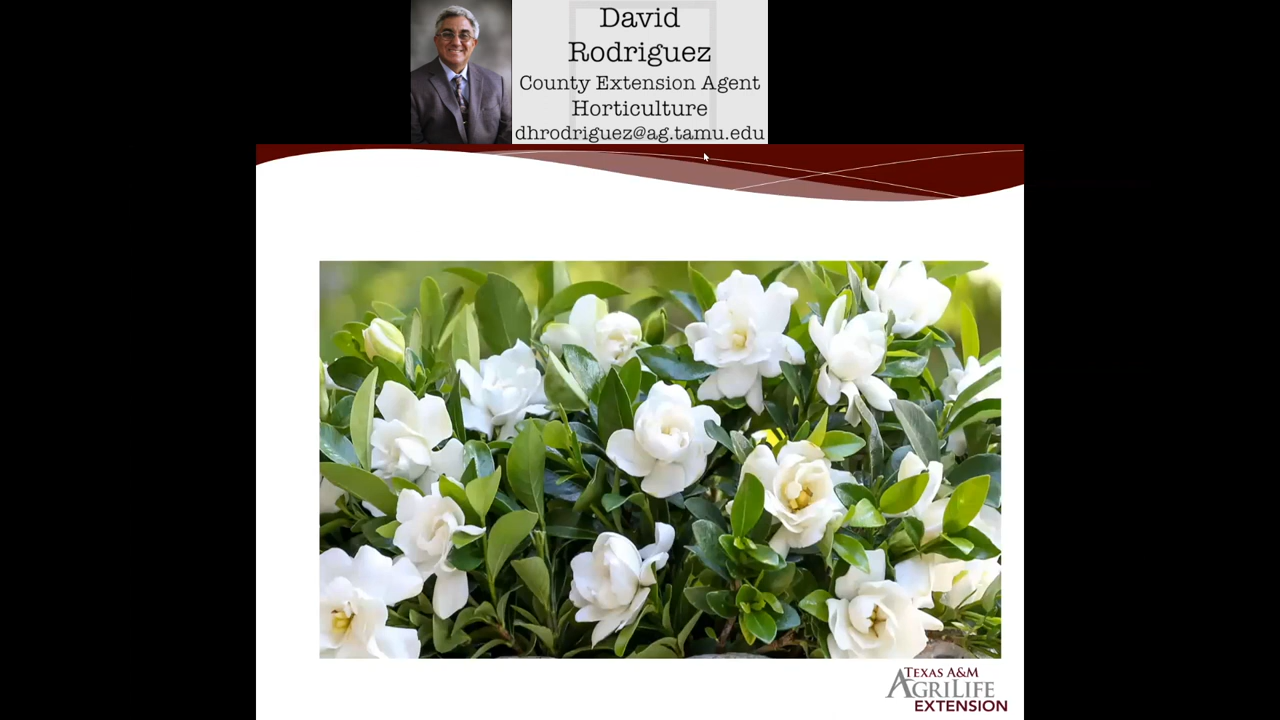 David
Rodriguez
County Extension Agent
Horticulture
dhrodriguez@ag.tamu.edu
TEXAS A&M
AGRILIFE
EXTENSION